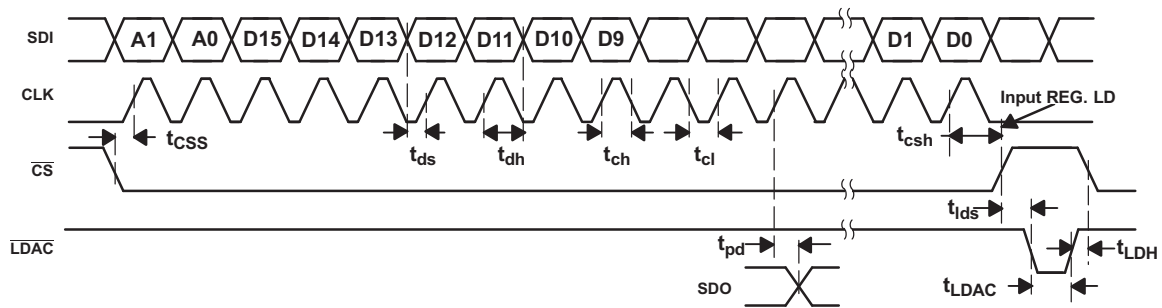 SDI A1 A0 D15 D14 D13 D12 D11 D10 D9 D1 D0
CLK
Input REG. LD
tCSS tds tdh tch tcl tcsh
CS
tlds
LDAC
tpd tLDH
SDO tLDAC